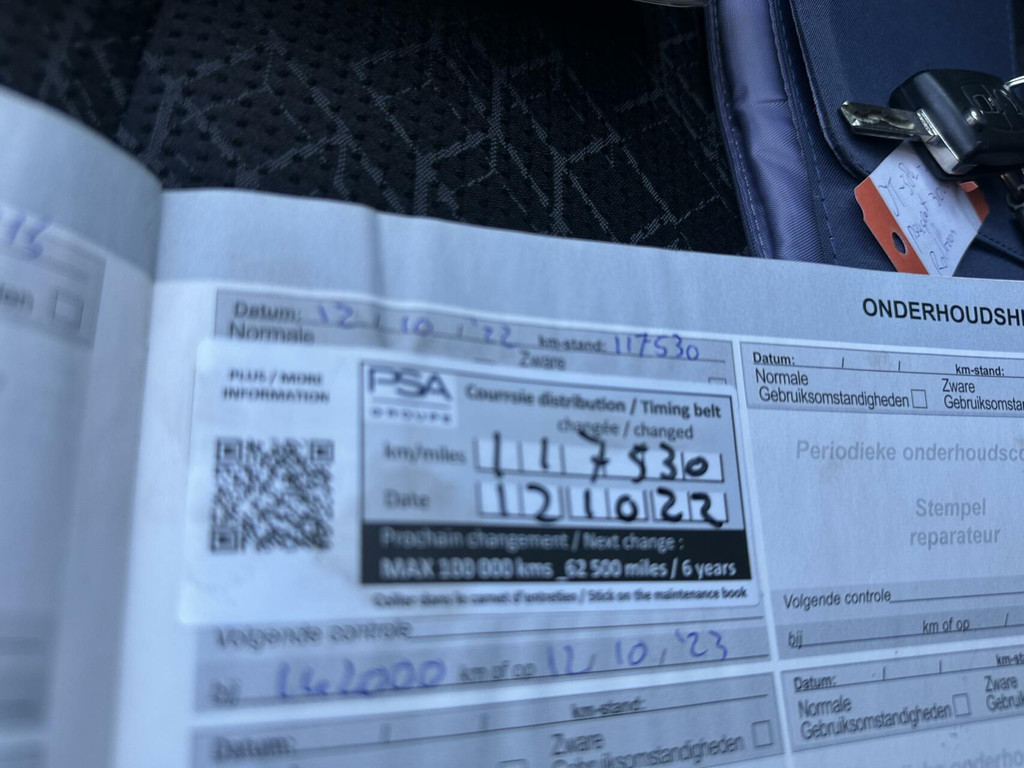 ONDERHOUDSH
Datum: 12 / 10 / '22 km-stand: 117530
Normale Zware
PLUS / MORE
INFORMATION
PSA
GROUPE
Courroie distribution / Timing belt
changée / changed
km/miles 117530
Date 121022
Prochain changement / Next change :
MAX 100 000 kms _62 500 miles / 6 years
Coller dans le carnet d'entretien / Stick on the maintenance book
Volgende controle
bij 142000 km of op 12 / 10 / '23
Datum: / km-stand:
Zware
Gebruiksomstandigheden
Datum: / / km-stand:
Normale Zware
Gebruiksomstandigheden Gebruiksomsta
Periodieke onderhoudsco
Stempel
reparateur
Volgende controle
bij km of op /
Datum: / / km-st
Normale Zware
Gebruiksomstandigheden Gebruik